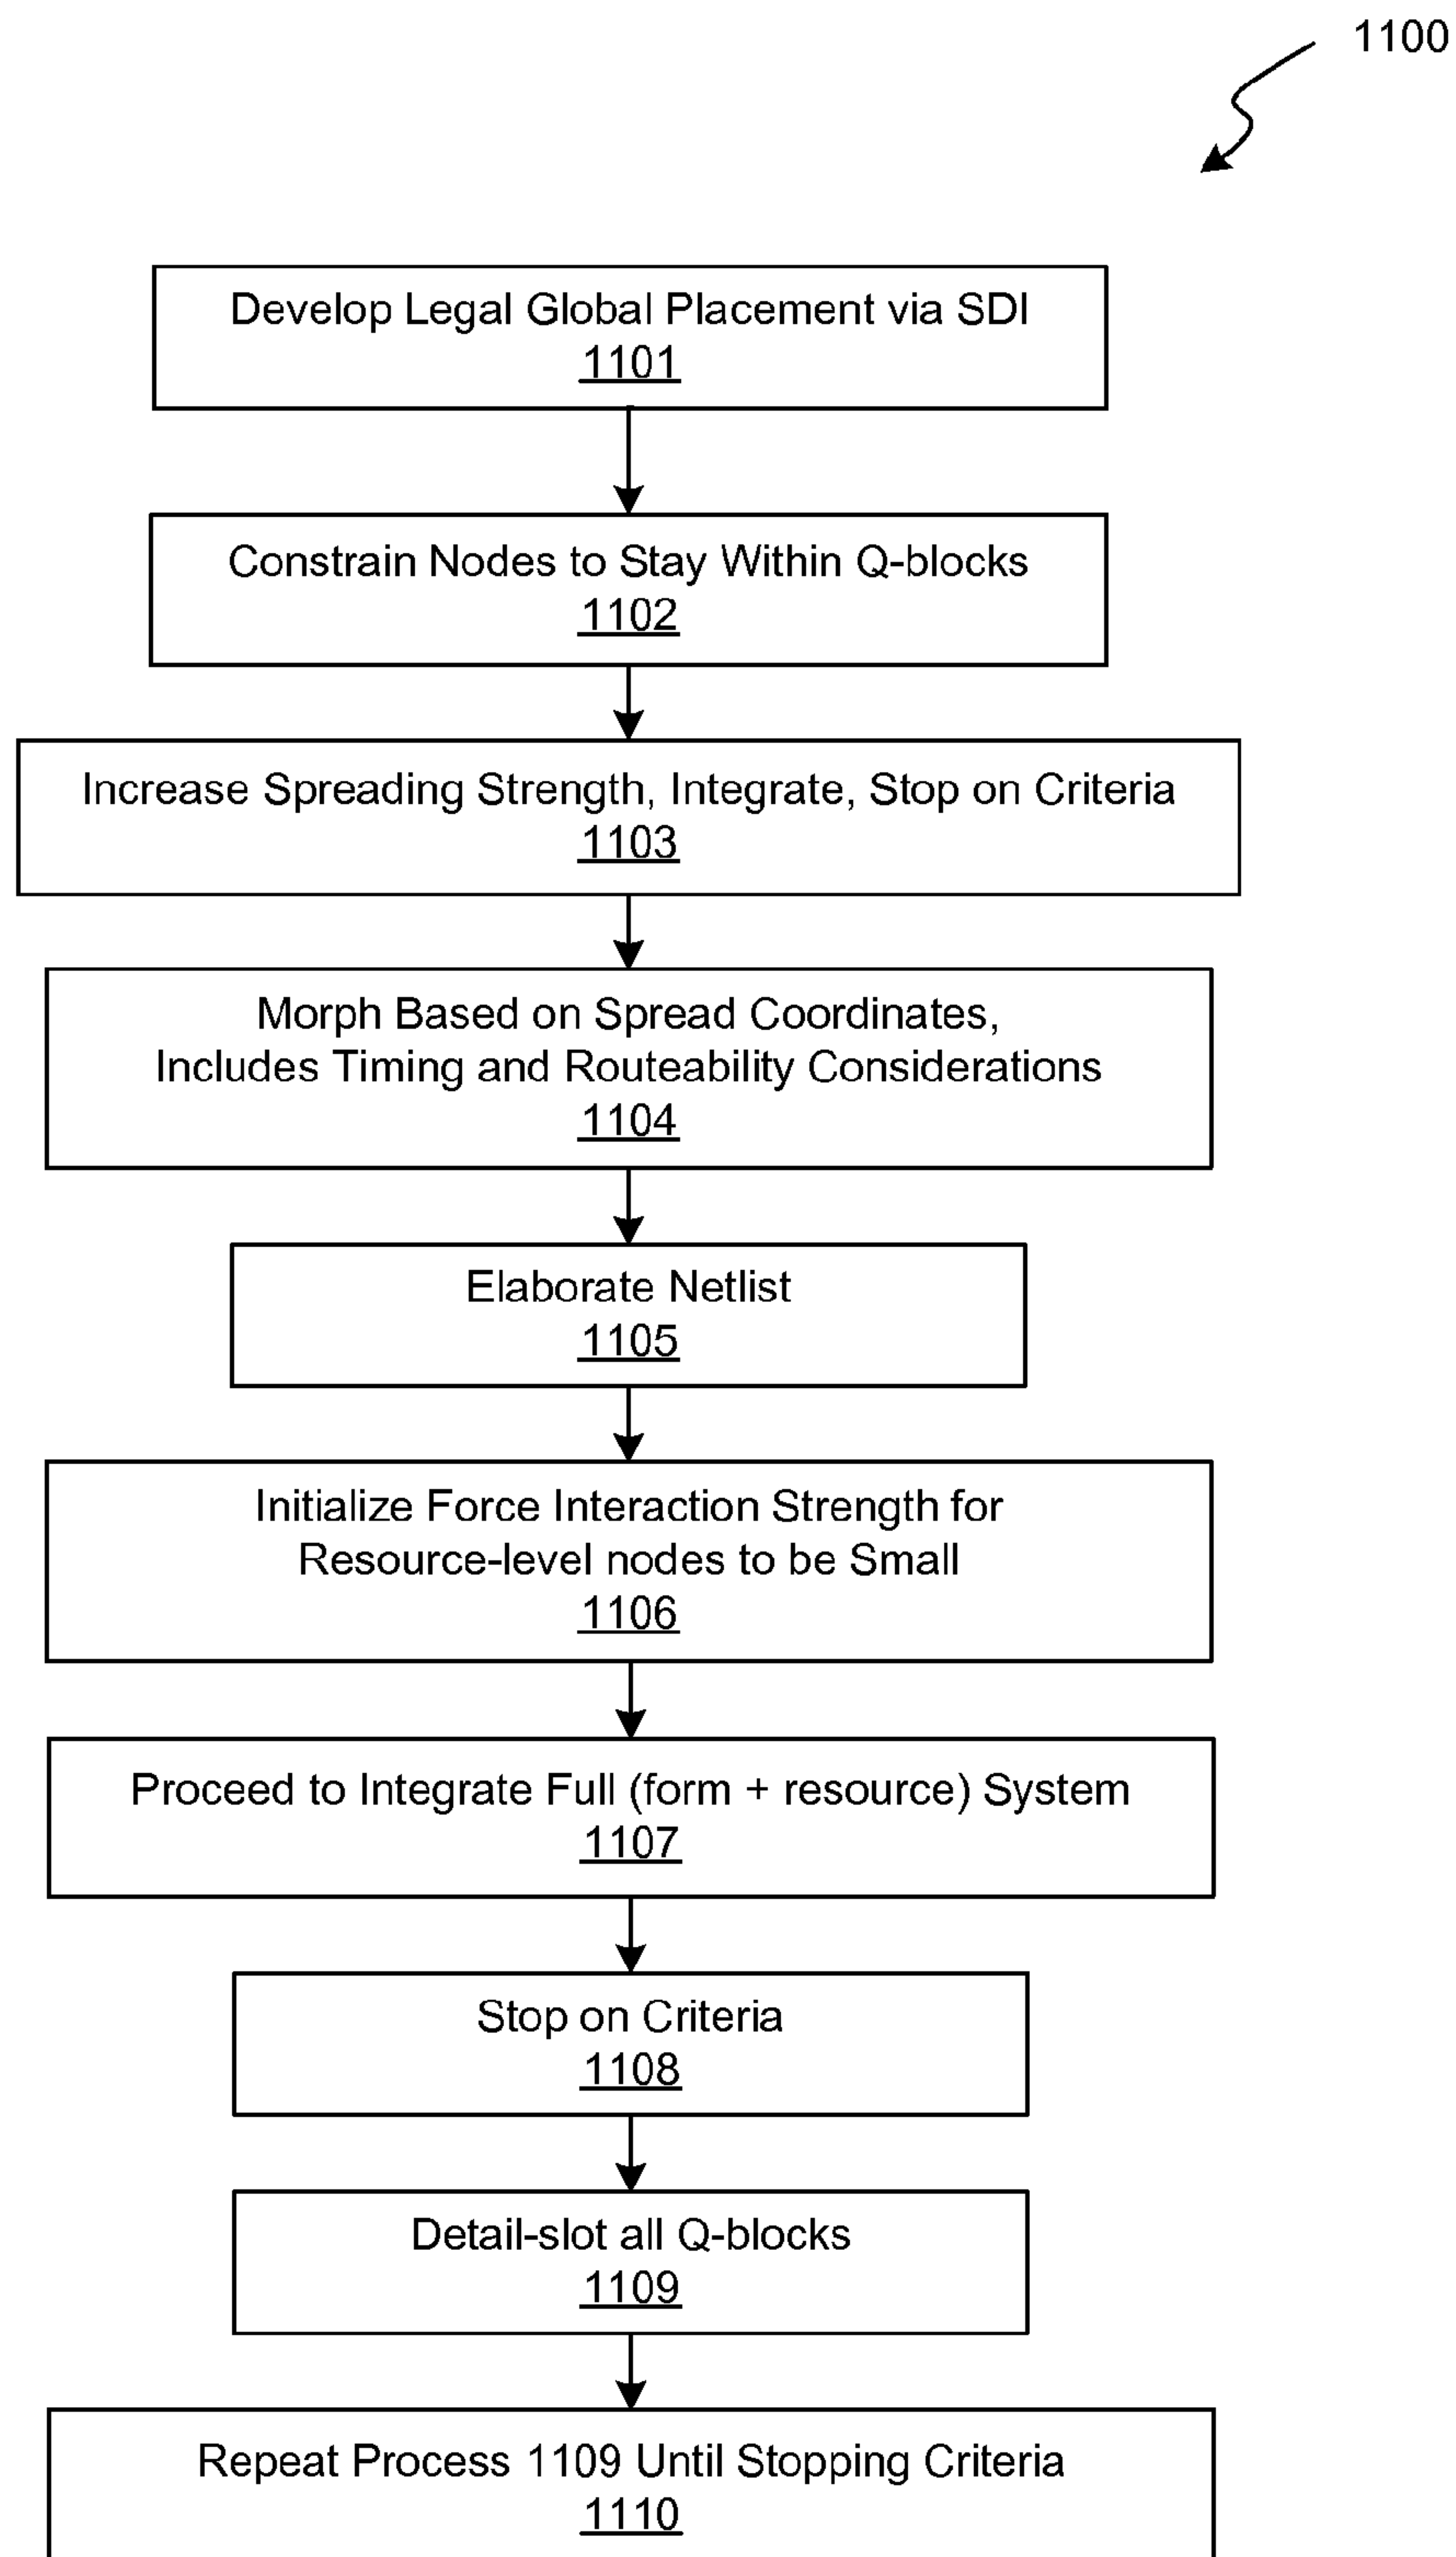 1100
Develop Legal Global Placement via SDI
1101
Constrain Nodes to Stay Within Q-blocks
1102
Increase Spreading Strength, Integrate, Stop on Criteria
1103
Morph Based on Spread Coordinates,
Includes Timing and Routeability Considerations
1104
Elaborate Netlist
1105
Initialize Force Interaction Strength for
Resource-level nodes to be Small
1106
Proceed to Integrate Full (form + resource) System
1107
Stop on Criteria
1108
Detail-slot all Q-blocks
1109
Repeat Process 1109 Until Stopping Criteria
1110